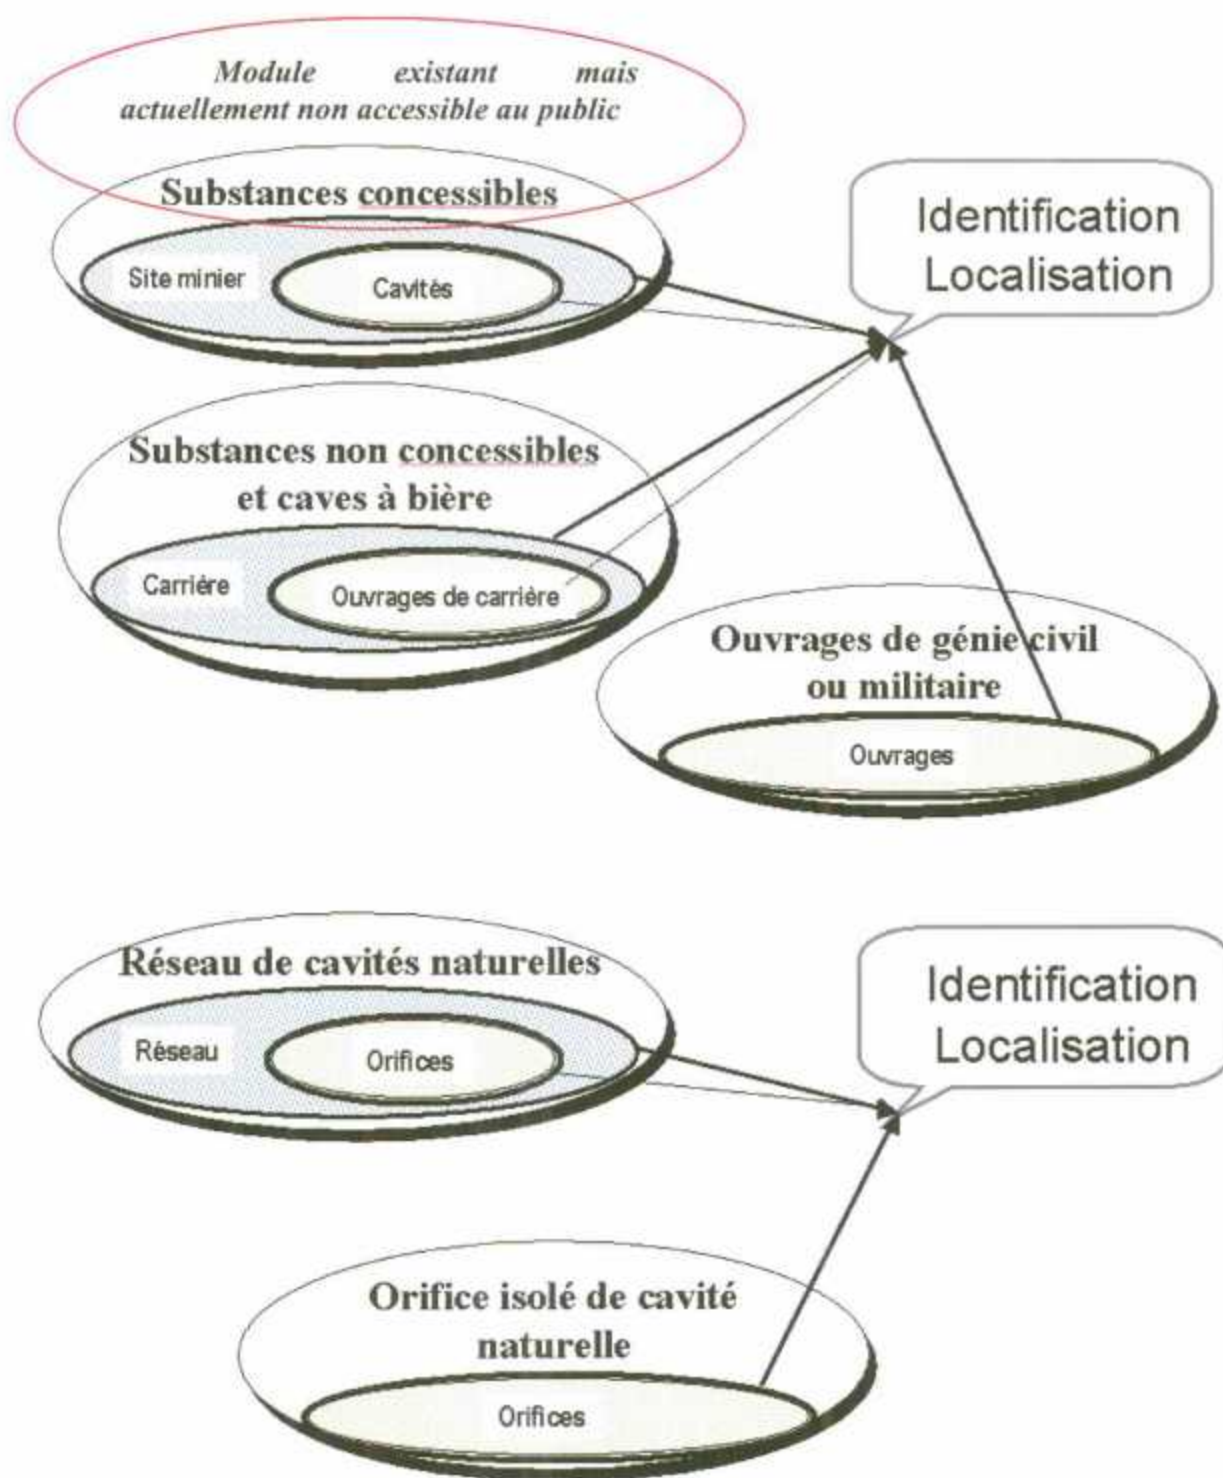 Module existant mais
actuellement non accessible au public
Substances concessibles
Site minier
Cavités
Identification
Localisation
Substances non concessibles
et caves à bière
Carrière
Ouvrages de carrière
Ouvrages de génie civil
ou militaire
Ouvrages
Réseau de cavités naturelles
Réseau
Orifices
Identification
Localisation
Orifice isolé de cavité
naturelle
Orifices